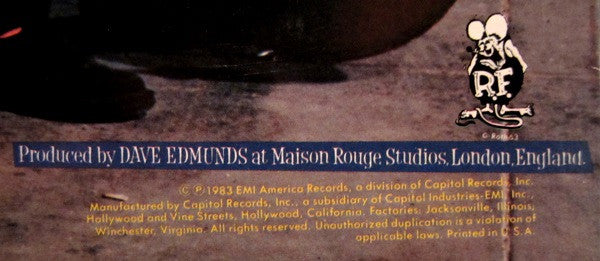 R.F.
Produced by DAVE EDMUNDS at Maison Rouge Studios, London, England.
© ℗ 1983 EMI America Records, a division of Capitol Records, Inc.
Manufactured by Capitol Records, Inc., a subsidiary of Capitol Industries-EMI, Inc.,
Hollywood and Vine Streets, Hollywood, California. Factories: Jacksonville, Illinois;
Winchester, Virginia. All rights reserved. Unauthorized duplication is a violation of
applicable laws. Printed in U.S.A.